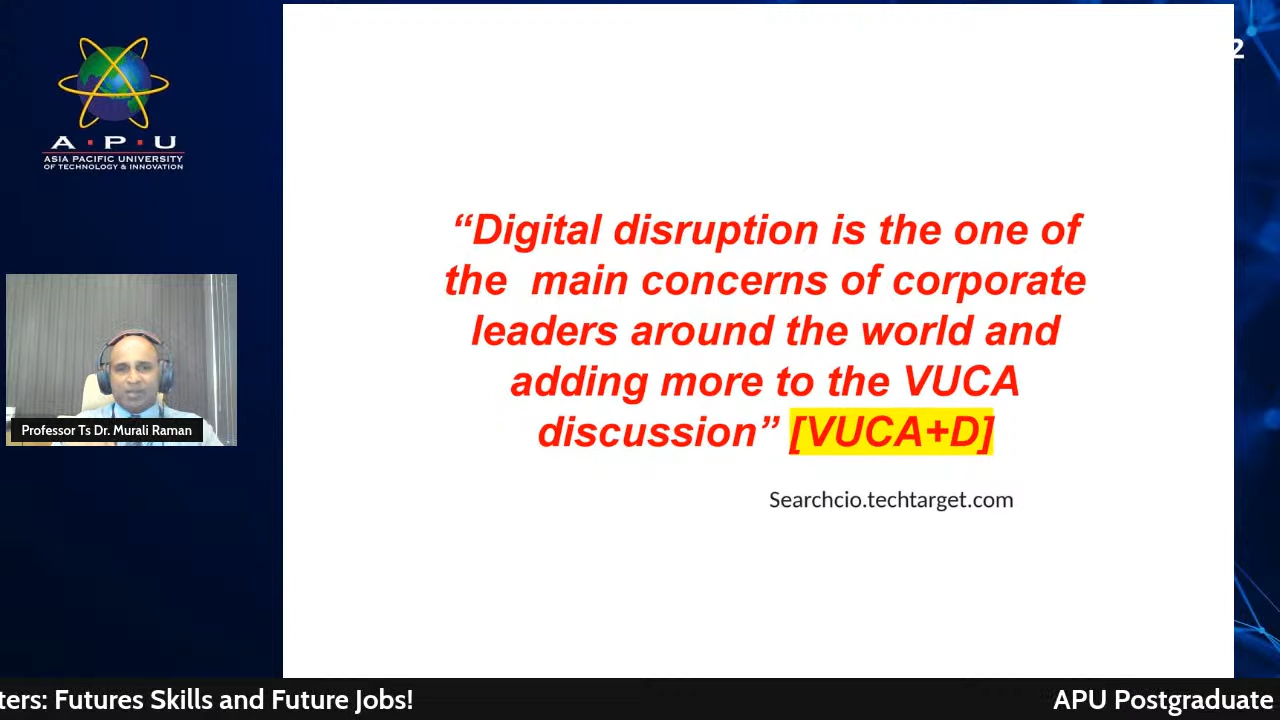 2
A·P·U
ASIA PACIFIC UNIVERSITY
OF TECHNOLOGY & INNOVATION
“Digital disruption is the one of
the main concerns of corporate
leaders around the world and
adding more to the VUCA
discussion” [VUCA+D]
Searchcio.techtarget.com
Professor Ts Dr. Murali Raman
ters: Futures Skills and Future Jobs!
APU Postgraduate